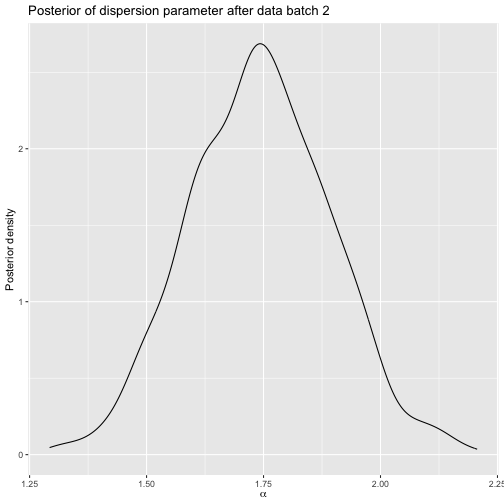 Posterior of dispersion parameter after data batch 2
Posterior density
2
1
0
1.25 1.50 1.75 2.00 2.25
α